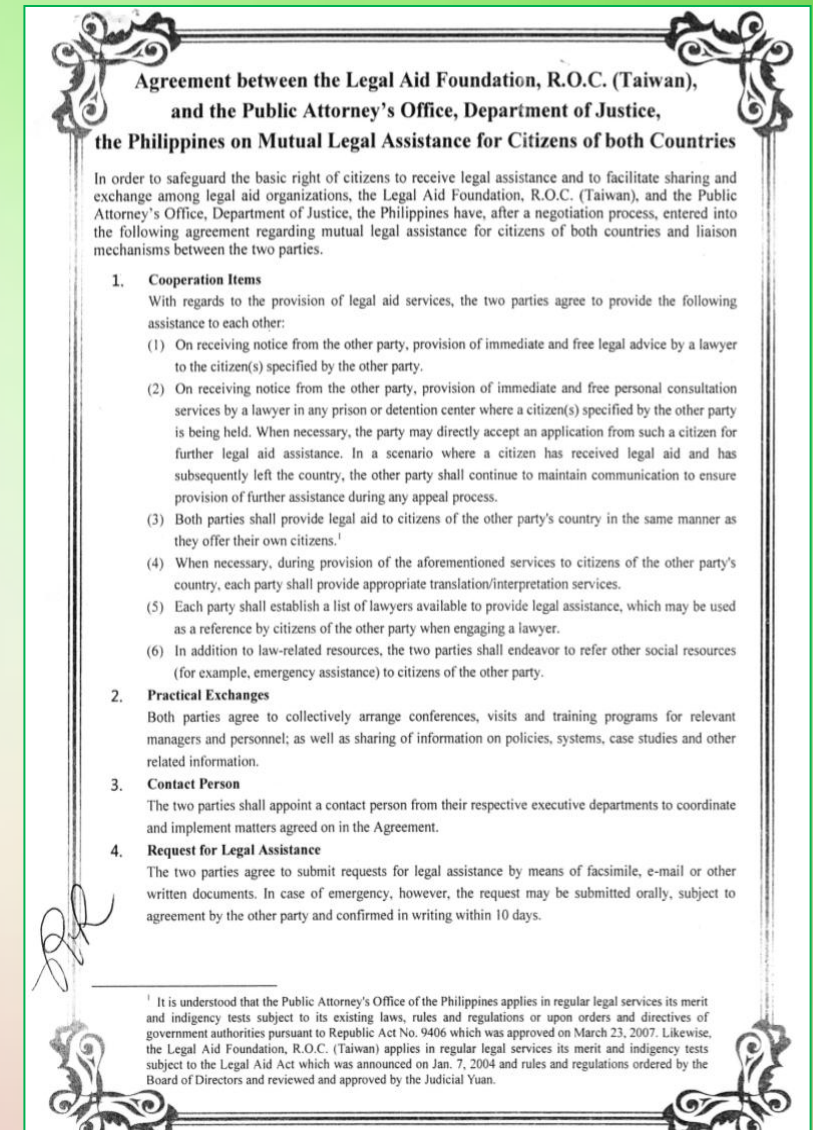 Agreement between the Legal Aid Foundation, R.O.C. (Taiwan),
and the Public Attorney's Office, Department of Justice,
the Philippines on Mutual Legal Assistance for Citizens of both Countries
In order to safeguard the basic right of citizens to receive legal assistance and to facilitate sharing and
exchange among legal aid organizations, the Legal Aid Foundation, R.O.C. (Taiwan), and the Public
Attorney's Office, Department of Justice, the Philippines have, after a negotiation process, entered into
the following agreement regarding mutual legal assistance for citizens of both countries and liaison
mechanisms between the two parties.
1. Cooperation Items
With regards to the provision of legal aid services, the two parties agree to provide the following
assistance to each other:
(1) On receiving notice from the other party, provision of immediate and free legal advice by a lawyer
to the citizen(s) specified by the other party.
(2) On receiving notice from the other party, provision of immediate and free personal consultation
services by a lawyer in any prison or detention center where a citizen(s) specified by the other party
is being held. When necessary, the party may directly accept an application from such a citizen for
further legal aid assistance. In a scenario where a citizen has received legal aid and has
subsequently left the country, the other party shall continue to maintain communication to ensure
provision of further assistance during any appeal process.
(3) Both parties shall provide legal aid to citizens of the other party's country in the same manner as
they offer their own citizens.¹
(4) When necessary, during provision of the aforementioned services to citizens of the other party's
country, each party shall provide appropriate translation/interpretation services.
(5) Each party shall establish a list of lawyers available to provide legal assistance, which may be used
as a reference by citizens of the other party when engaging a lawyer.
(6) In addition to law-related resources, the two parties shall endeavor to refer other social resources
(for example, emergency assistance) to citizens of the other party.
2. Practical Exchanges
Both parties agree to collectively arrange conferences, visits and training programs for relevant
managers and personnel; as well as sharing of information on policies, systems, case studies and other
related information.
3. Contact Person
The two parties shall appoint a contact person from their respective executive departments to coordinate
and implement matters agreed on in the Agreement.
4. Request for Legal Assistance
The two parties agree to submit requests for legal assistance by means of facsimile, e-mail or other
written documents. In case of emergency, however, the request may be submitted orally, subject to
agreement by the other party and confirmed in writing within 10 days.
¹ It is understood that the Public Attorney's Office of the Philippines applies in regular legal services its merit
and indigency tests subject to its existing laws, rules and regulations or upon orders and directives of
government authorities pursuant to Republic Act No. 9406 which was approved on March 23, 2007. Likewise,
the Legal Aid Foundation, R.O.C. (Taiwan) applies in regular legal services its merit and indigency tests
subject to the Legal Aid Act which was announced on Jan. 7, 2004 and rules and regulations ordered by the
Board of Directors and reviewed and approved by the Judicial Yuan.